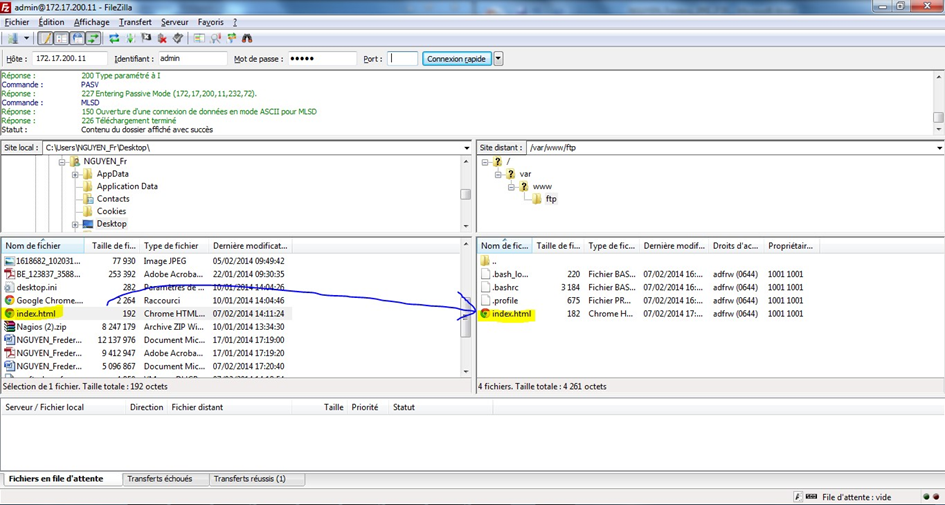 admin@172.17.200.11 - FileZilla
Fichier Édition Affichage Transfert Serveur Favoris ?
Hôte : 172.17.200.11 Identifiant : admin Mot de passe : ••••• Port : Connexion rapide
Réponse : 200 Type paramétré à I
Commande : PASV
Réponse : 227 Entering Passive Mode (172,17,200,11,232,72).
Commande : MLSD
Réponse : 150 Ouverture d'une connexion de données en mode ASCII pour MLSD
Réponse : 226 Téléchargement terminé
Statut : Contenu du dossier affiché avec succès
Site local : C:\Users\NGUYEN_Fr\Desktop\
NGUYEN_Fr
AppData
Application Data
Contacts
Cookies
Desktop
Site distant : /var/www/ftp
/
var
www
ftp
Nom de fichier Taille de fi... Type de fichier Dernière modificat...
1618682_102031... 77 930 Image JPEG 05/02/2014 09:49:42
BE_123837_3588... 253 392 Adobe Acroba... 22/01/2014 09:30:35
desktop.ini 282 Paramètres de ... 10/01/2014 14:04:26
Google Chrome.... 2 264 Raccourci 10/01/2014 14:04:46
index.html 192 Chrome HTML... 07/02/2014 14:11:24
Nagios (2).zip 8 247 179 Archive ZIP Wi... 10/01/2014 13:34:30
NGUYEN_Freder... 12 137 976 Document Mic... 17/01/2014 17:19:00
NGUYEN_Freder... 9 412 947 Adobe Acroba... 17/01/2014 17:19:20
NGUYEN_Freder... 5 096 867 Document Mic... 07/02/2014 17:20:40
Sélection de 1 fichier. Taille totale : 192 octets
Nom de fic... Taille de fi... Type de fic... Dernière modif... Droits d'ac... Propriétair...
..
.bash_lo... 220 Fichier BAS... 07/02/2014 16:... adfrw (0644) 1001 1001
.bashrc 3 184 Fichier BAS... 07/02/2014 16:... adfrw (0644) 1001 1001
.profile 675 Fichier PR... 07/02/2014 16:... adfrw (0644) 1001 1001
index.html 182 Chrome H... 07/02/2014 17:... adfrw (0644) 1001 1001
4 fichiers. Taille totale : 4 261 octets
Serveur / Fichier local Direction Fichier distant Taille Priorité Statut
Fichiers en file d'attente Transferts échoués Transferts réussis (1)
File d'attente : vide